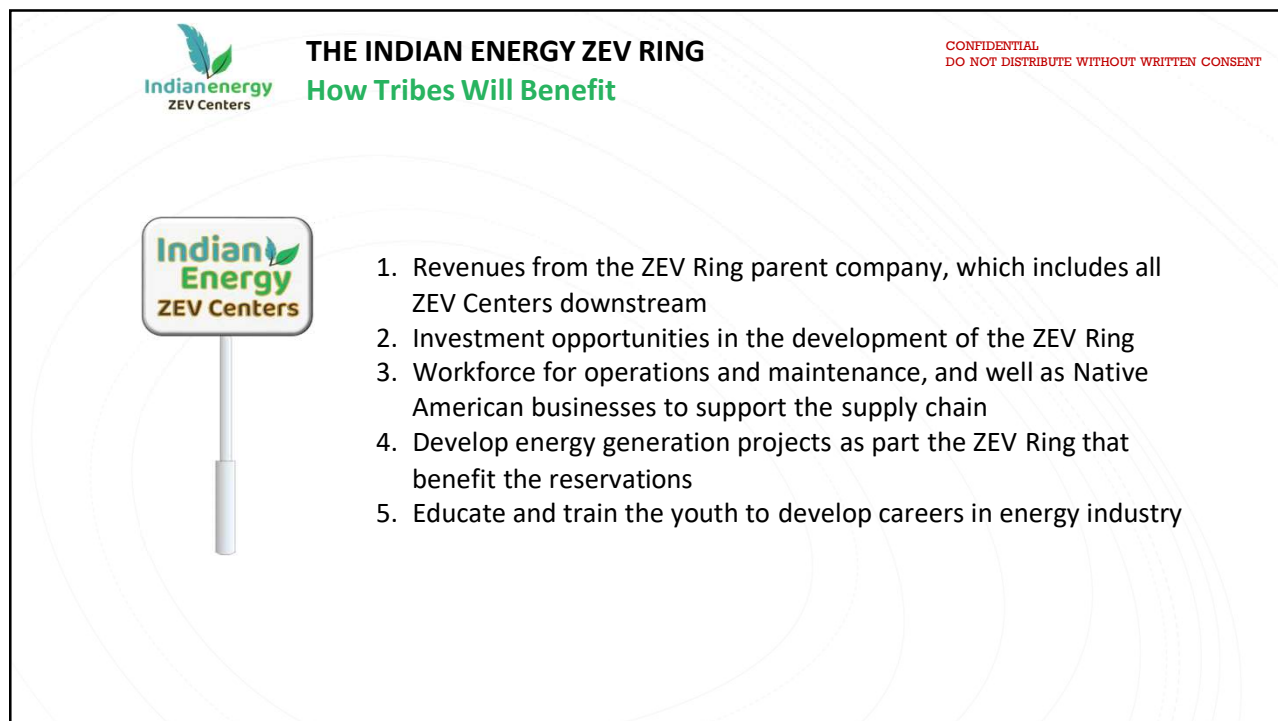 Indianenergy
ZEV Centers
THE INDIAN ENERGY ZEV RING
How Tribes Will Benefit
CONFIDENTIAL
DO NOT DISTRIBUTE WITHOUT WRITTEN CONSENT
Indian
Energy
ZEV Centers
1. Revenues from the ZEV Ring parent company, which includes all
ZEV Centers downstream
2. Investment opportunities in the development of the ZEV Ring
3. Workforce for operations and maintenance, and well as Native
American businesses to support the supply chain
4. Develop energy generation projects as part the ZEV Ring that
benefit the reservations
5. Educate and train the youth to develop careers in energy industry